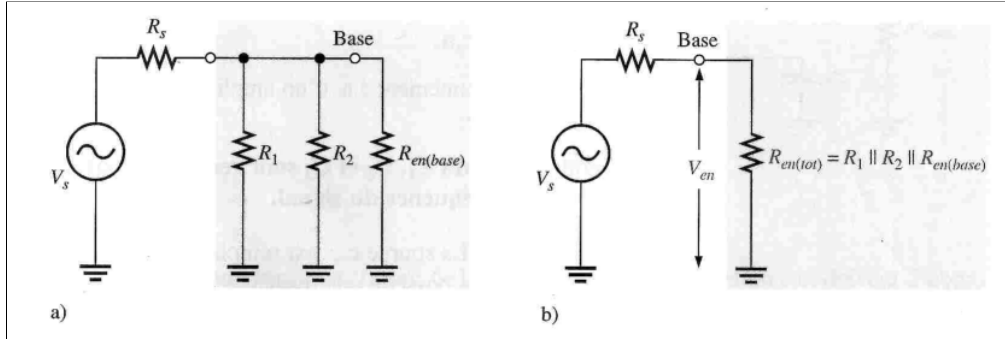 R_s
Base
R_1
R_2
R_en(base)
V_s
a)
R_s
Base
V_en
R_en(tot) = R_1 || R_2 || R_en(base)
V_s
b)